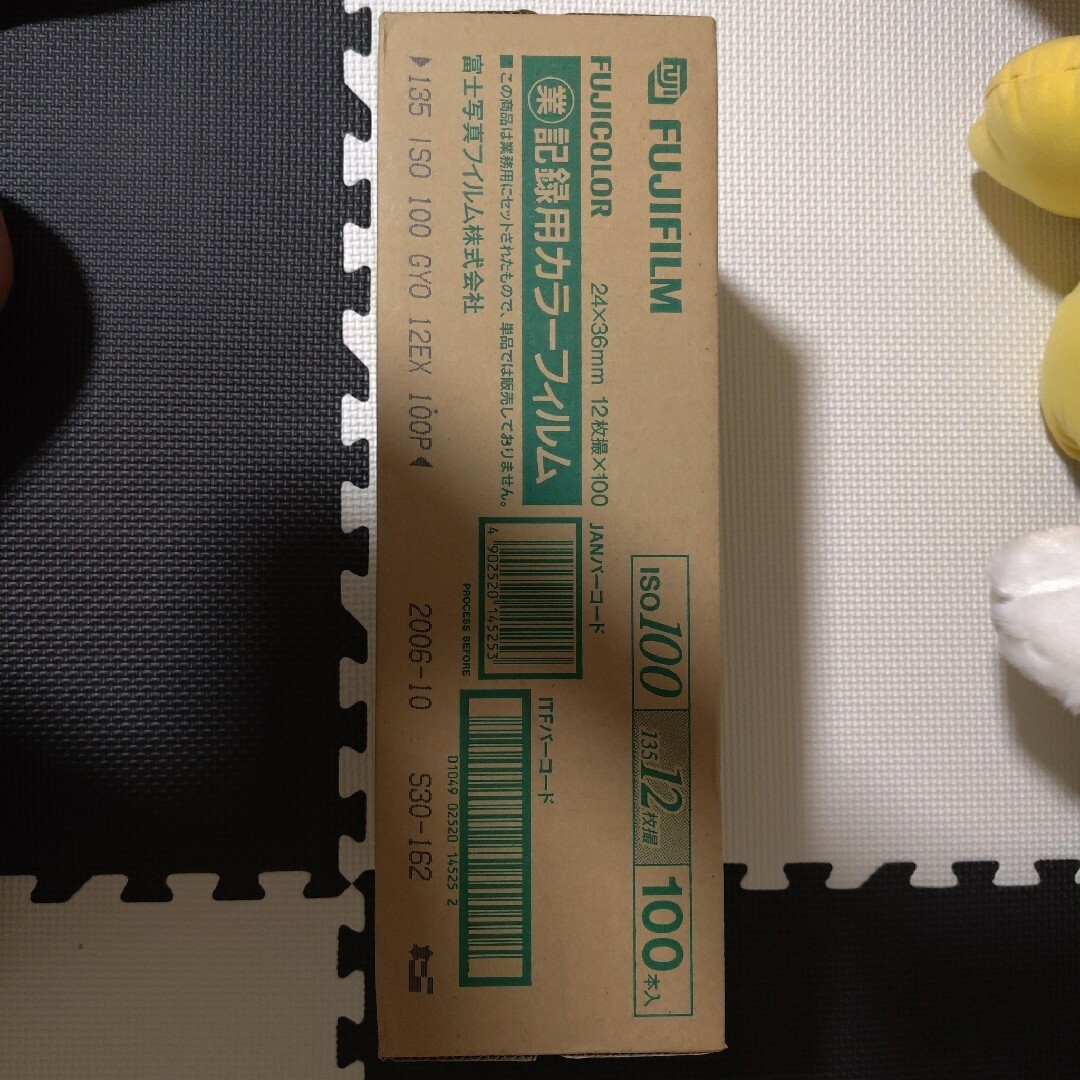 FUJIFILM
FUJICOLOR 24×36mm 12枚撮×100
業 記録用カラーフィルム
■この商品は業務用にセットされたもので、単品では販売しておりません。
富士写真フイルム株式会社
ISO 100 135 12枚撮 100本入
JANバーコード
4 902520 145253
ITFバーコード
01049 02520 14525 2
PROCESS BEFORE
135 ISO 100 GYO 12EX 100P 2006-10 S30-162